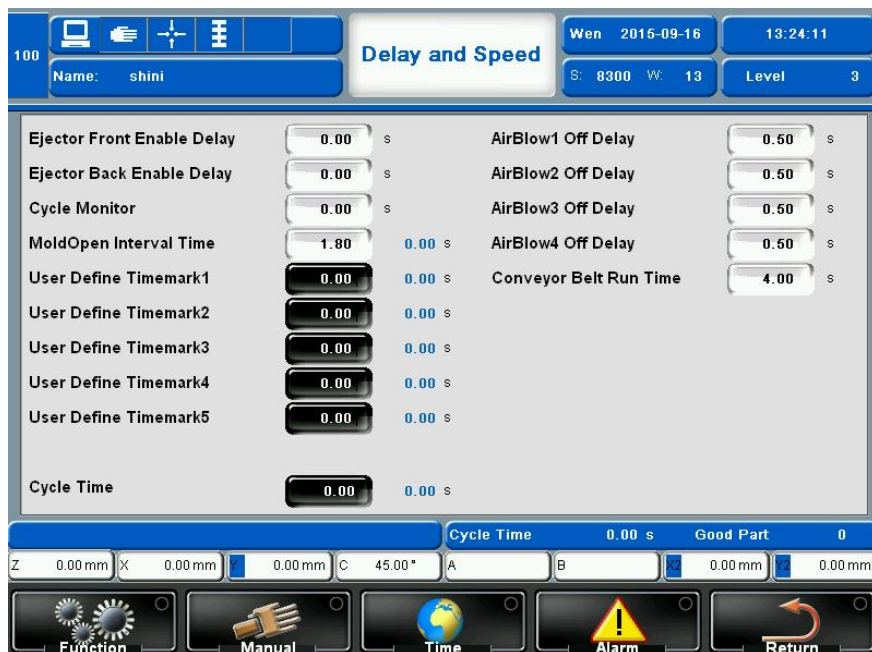 100
Name: shini
Delay and Speed
Wen 2015-09-16
13:24:11
S: 8300 W: 13
Level 3
Ejector Front Enable Delay 0.00 s
Ejector Back Enable Delay 0.00 s
Cycle Monitor 0.00 s
MoldOpen Interval Time 1.80 0.00 s
User Define Timemark1 0.00 0.00 s
User Define Timemark2 0.00 0.00 s
User Define Timemark3 0.00 0.00 s
User Define Timemark4 0.00 0.00 s
User Define Timemark5 0.00 0.00 s
Cycle Time 0.00 0.00 s
AirBlow1 Off Delay 0.50 s
AirBlow2 Off Delay 0.50 s
AirBlow3 Off Delay 0.50 s
AirBlow4 Off Delay 0.50 s
Conveyor Belt Run Time 4.00 s
Cycle Time 0.00 s Good Part 0
Z 0.00 mm X 0.00 mm Y 0.00 mm C 45.00 ° A B X2 0.00 mm Y2 0.00 mm
Function Manual Time Alarm Return